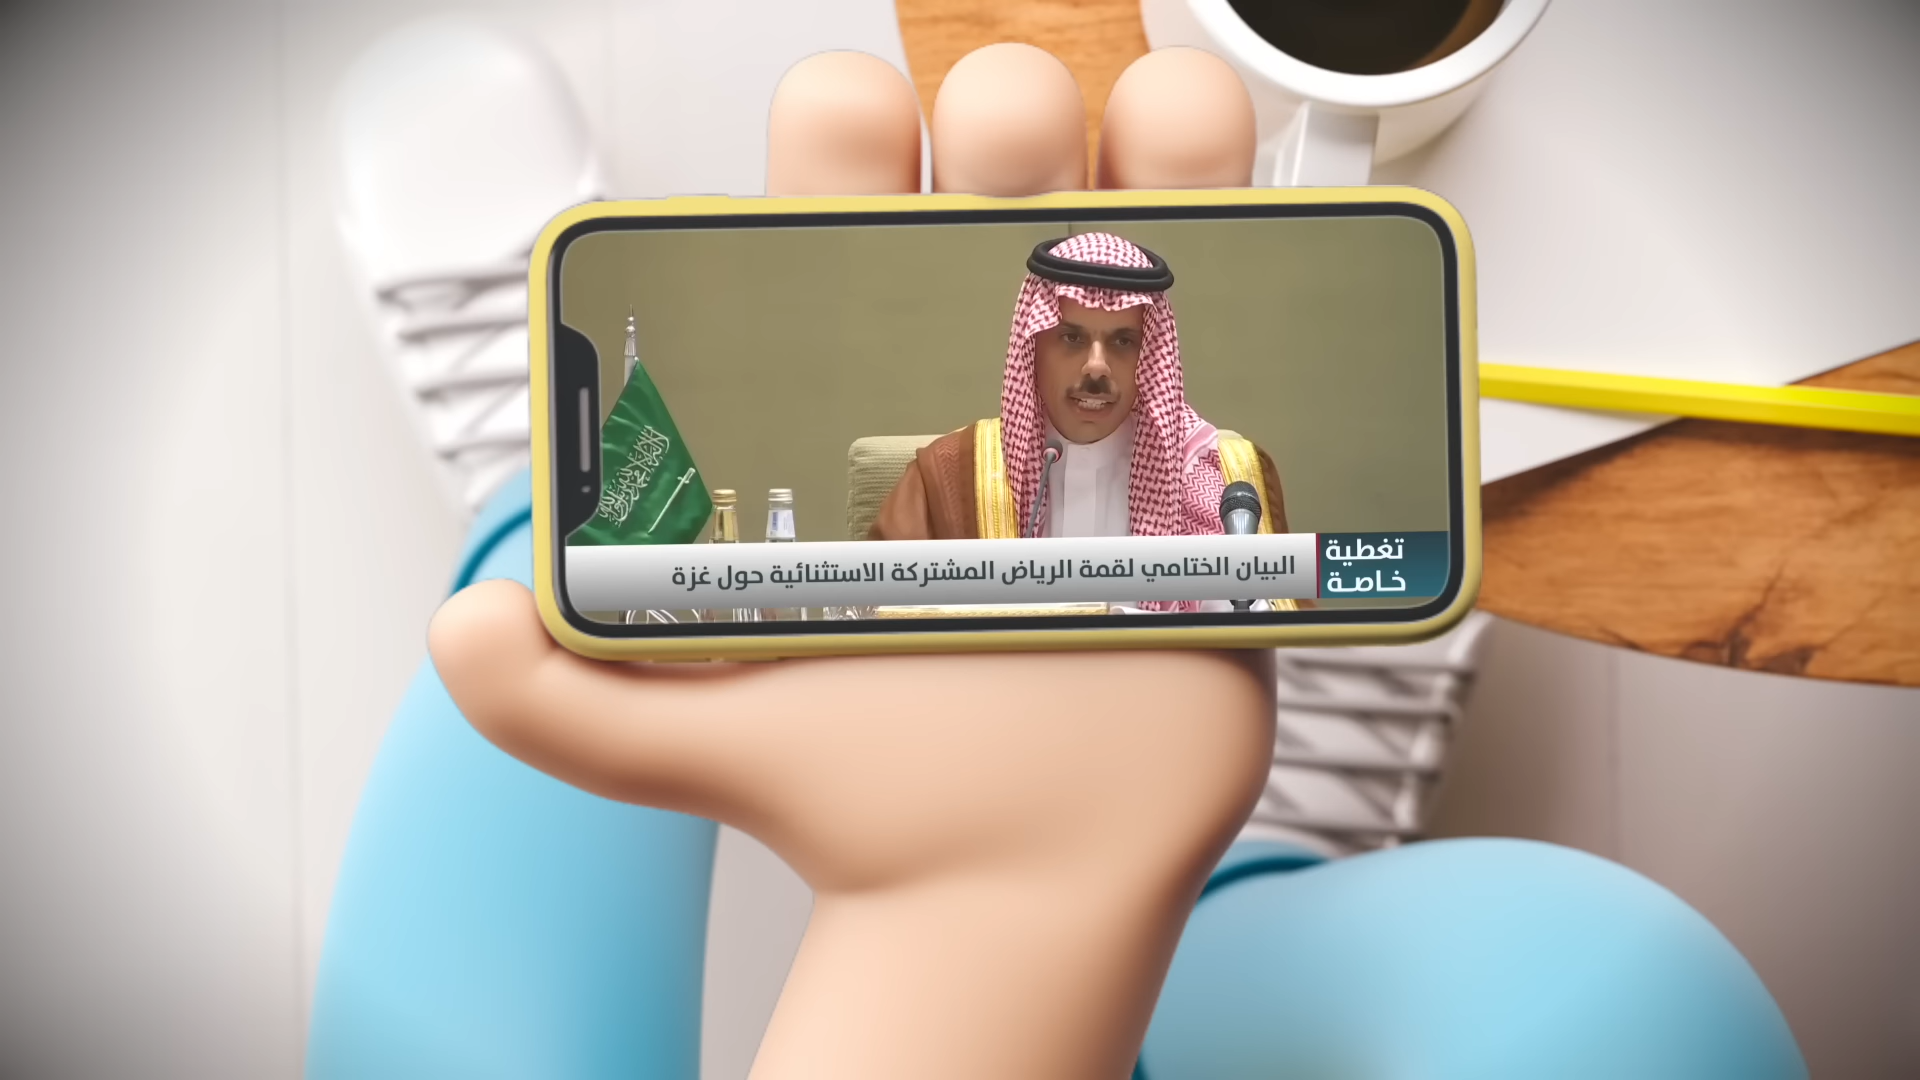 تغطية
خاصة
البيان الختامي لقمة الرياض المشتركة الاستثنائية حول غزة